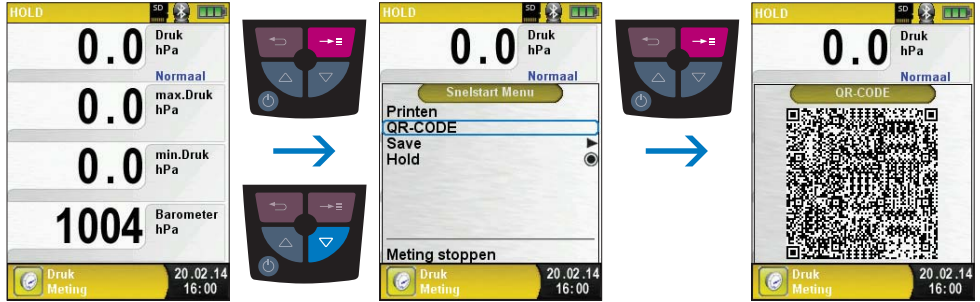 HOLD
SD
0.0
Druk
hPa
Normaal
0.0
max.Druk
hPa
0.0
min.Druk
hPa
1004
Barometer
hPa
Druk
Meting
20.02.14
16:00
HOLD
SD
0.0
Druk
hPa
Normaal
Snelstart Menu
Printen
QR-CODE
Save
Hold
Meting stoppen
Druk
Meting
20.02.14
16:00
HOLD
SD
0.0
Druk
hPa
Normaal
QR-CODE
Druk
Meting
20.02.14
16:00